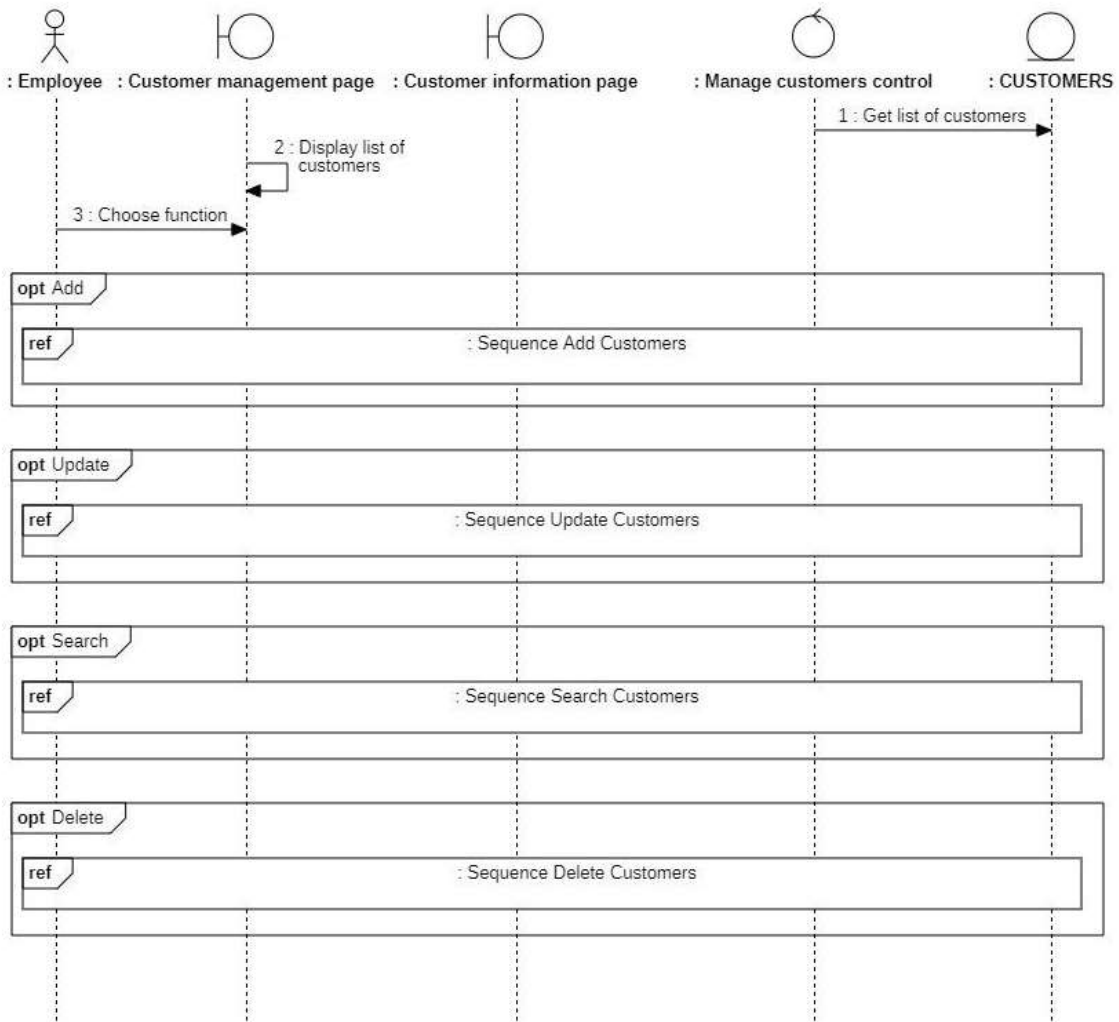 : Employee
: Customer management page
: Customer information page
: Manage customers control
: CUSTOMERS
1 : Get list of customers
2 : Display list of
customers
3 : Choose function
opt Add
ref
: Sequence Add Customers
opt Update
ref
: Sequence Update Customers
opt Search
ref
: Sequence Search Customers
opt Delete
ref
: Sequence Delete Customers